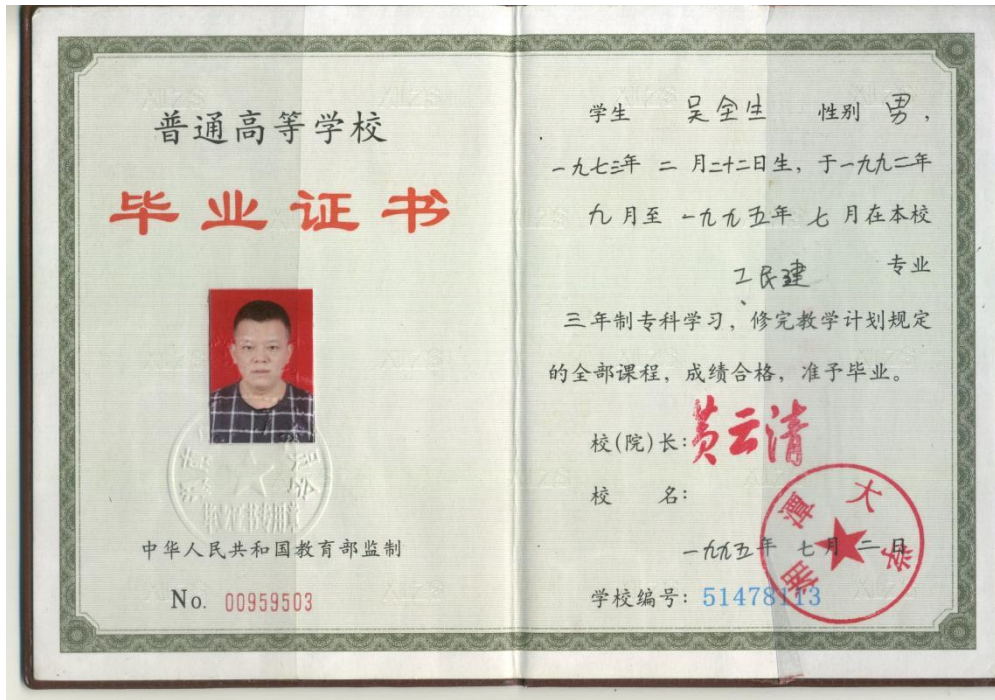 普通高等学校
毕业证书
中华人民共和国教育部监制
No. 00959503
学生 吴全生 性别 男,
一九七三年 二 月二十二日生, 于一九九二年
九 月至 一九九五年 七 月在本校
工民建 专业
三年制专科学习, 修完教学计划规定
的全部课程, 成绩合格, 准予毕业。
校(院)长: 黄云清
校 名:
湘潭大学
一九九五年 七 月 二 日
学校编号: 51478113